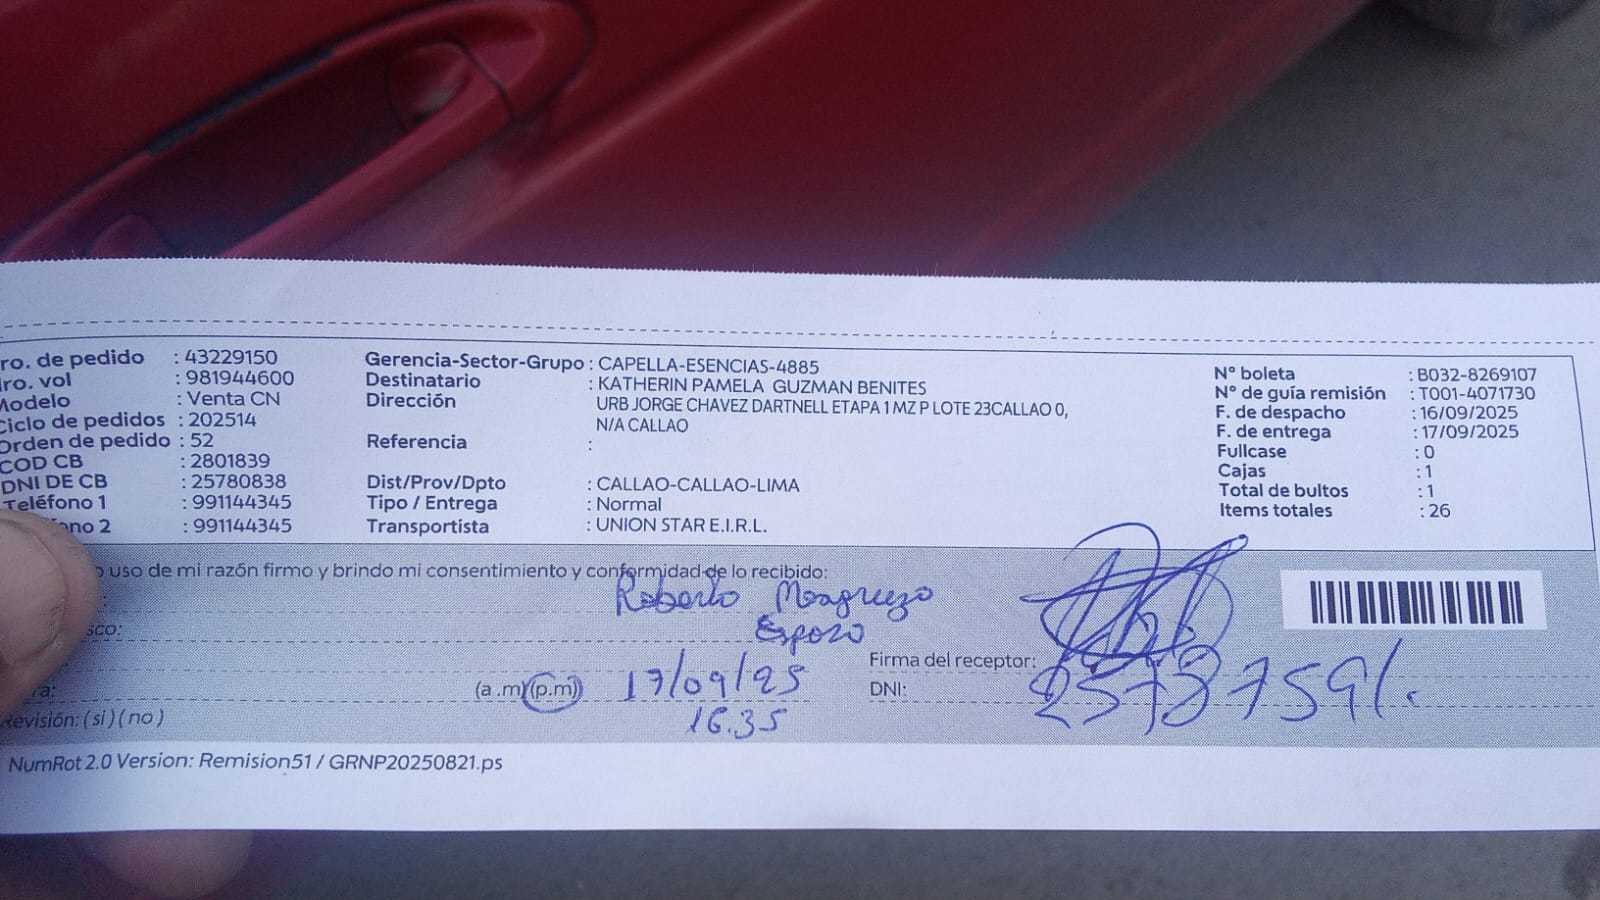 ro. de pedido : 43229150
ro. vol : 981944600
Modelo : Venta CN
Ciclo de pedidos : 202514
Orden de pedido : 52
COD CB : 2801839
DNI DE CB : 25780838
Teléfono 1 : 991144345
ono 2 : 991144345
Gerencia-Sector-Grupo : CAPELLA-ESENCIAS-4885
Destinatario : KATHERIN PAMELA GUZMAN BENITES
Dirección URB JORGE CHAVEZ DARTNELL ETAPA 1 MZ P LOTE 23CALLAO 0,
N/A CALLAO
Referencia :
Dist/Prov/Dpto : CALLAO-CALLAO-LIMA
Tipo / Entrega : Normal
Transportista : UNION STAR E.I.R.L.
N° boleta : B032-8269107
N° de guía remisión : T001-4071730
F. de despacho : 16/09/2025
F. de entrega : 17/09/2025
Fullcase : 0
Cajas : 1
Total de bultos : 1
Items totales : 26
o uso de mi razón firmo y brindo mi consentimiento y conformidad de lo recibido:
Roberto
Esposo
sco:
Firma del receptor:
ra: (a .m) (p.m) 17/09/25
DNI: 25787591.
16.35
Revisión: ( si ) ( no )
NumRot 2.0 Version: Remision51 / GRNP20250821.ps